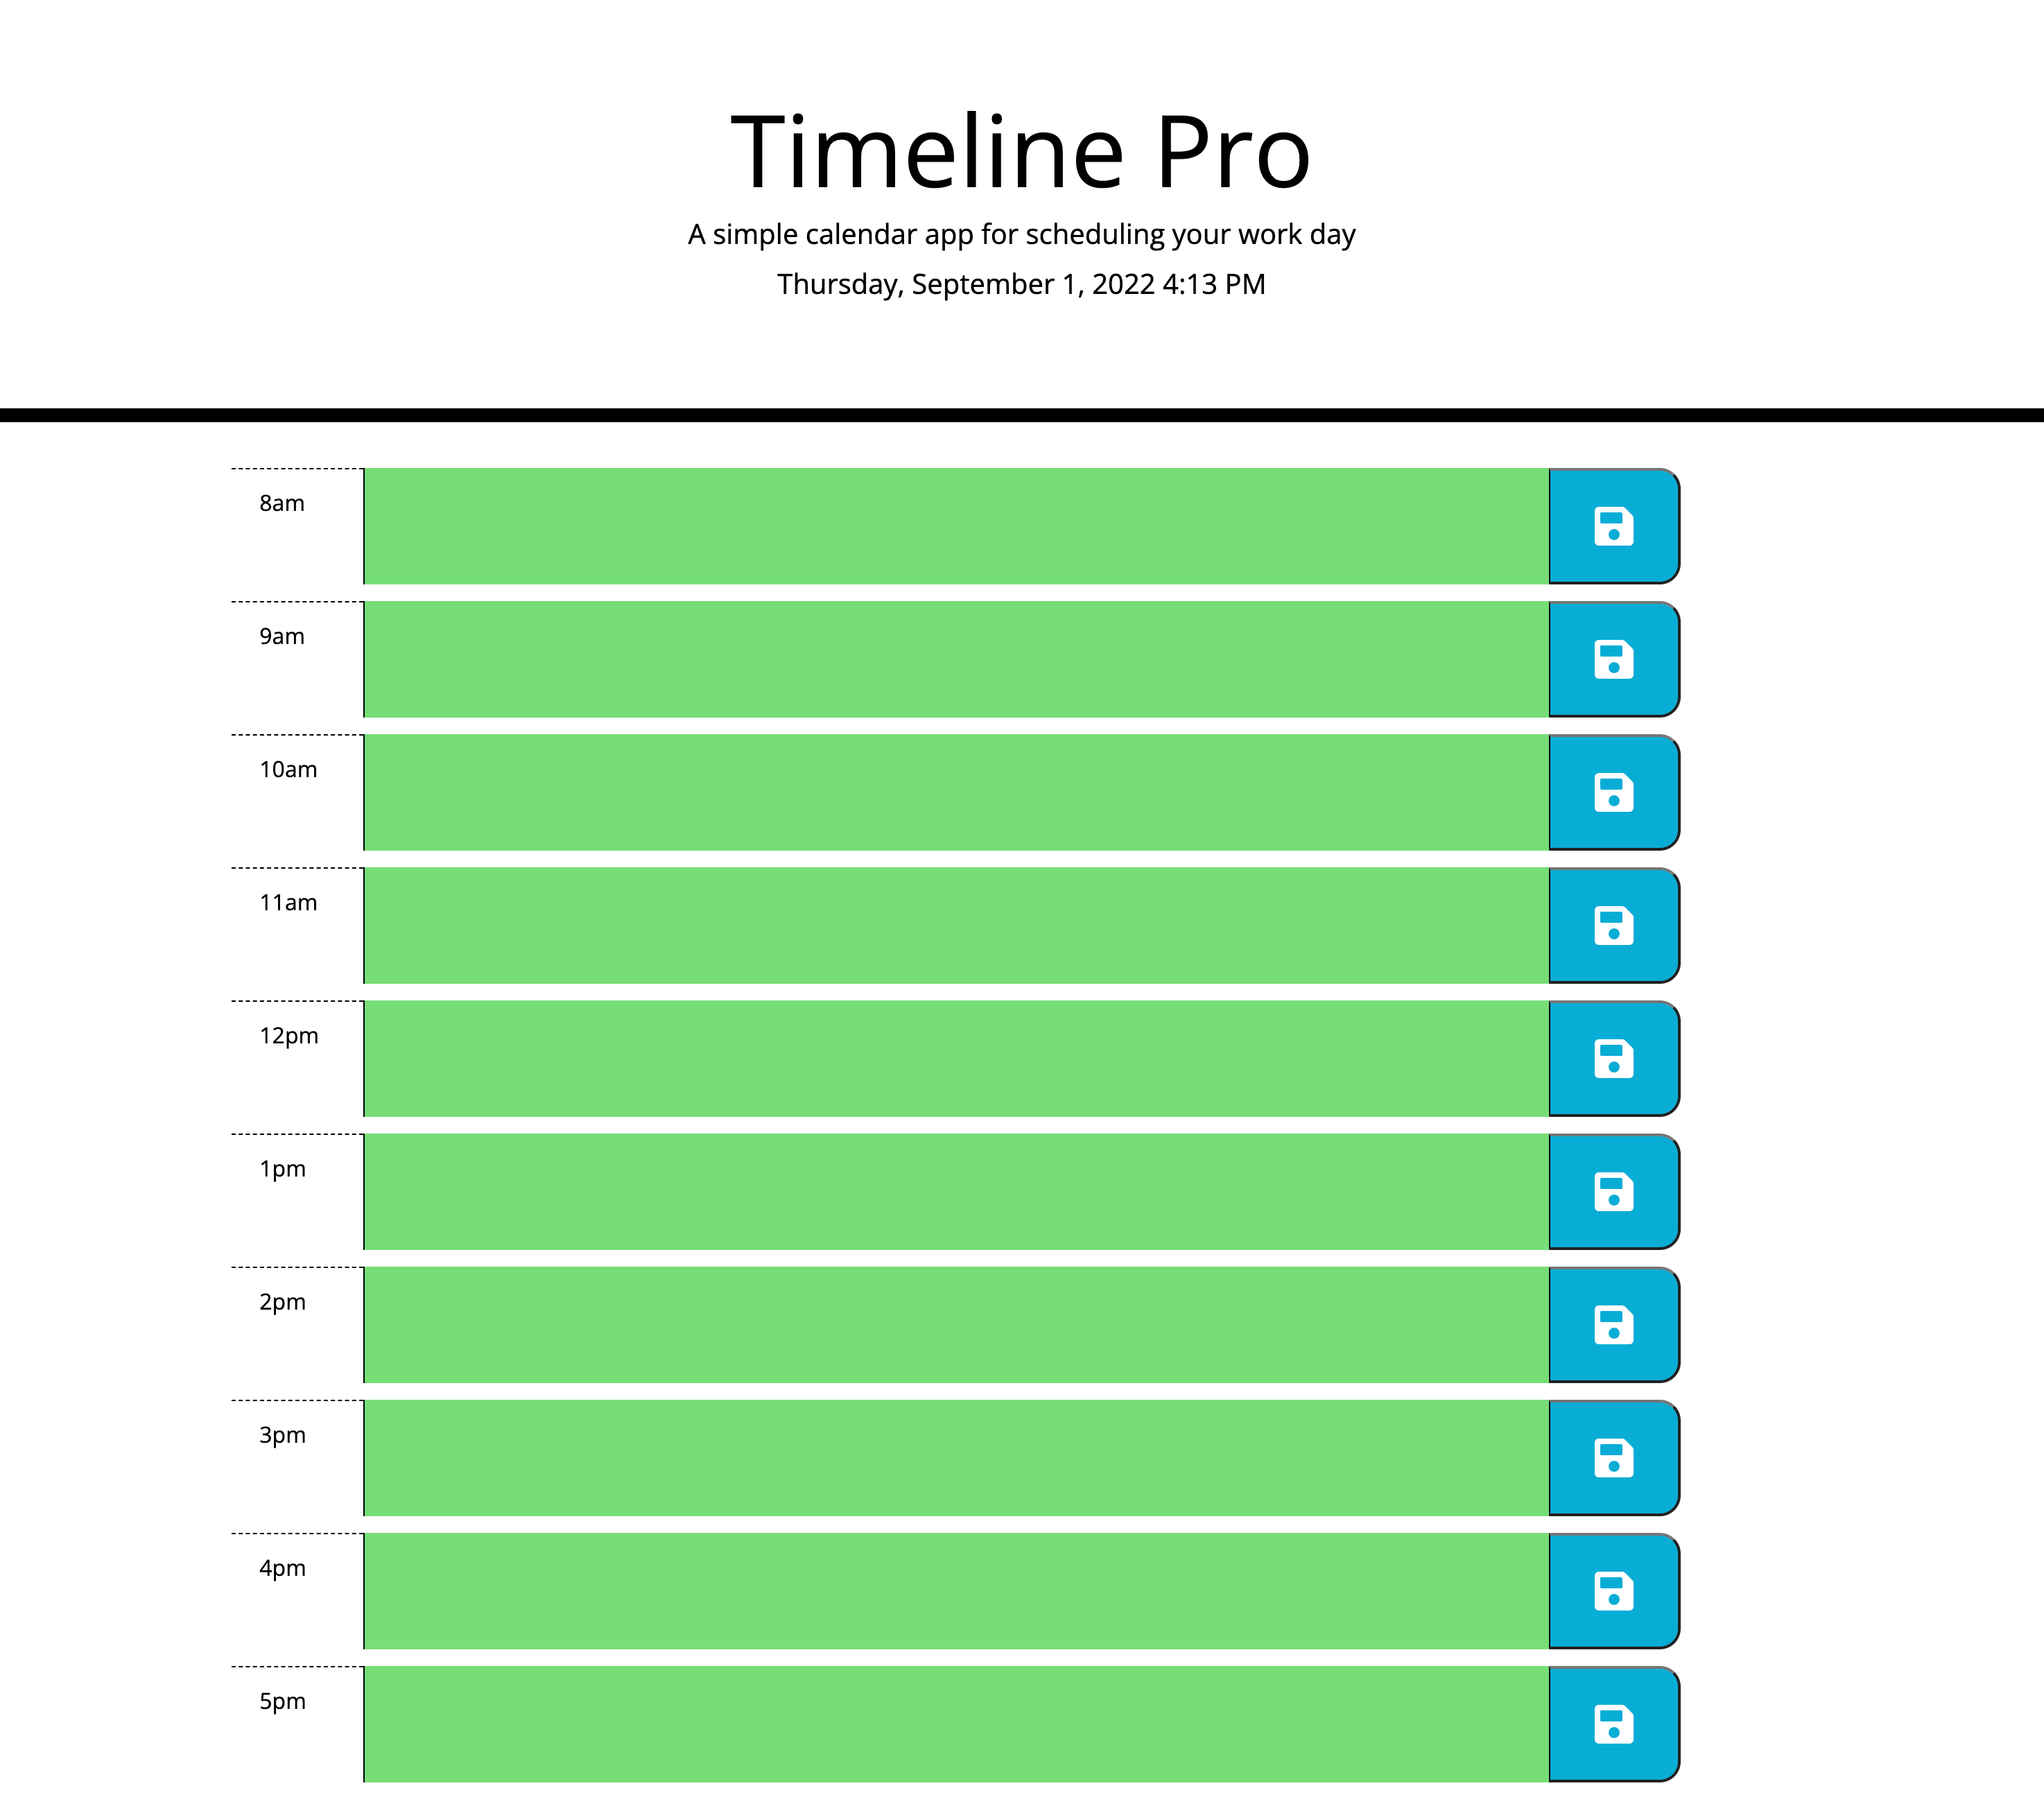 Timeline Pro
A simple calendar app for scheduling your work day
Thursday, September 1, 2022 4:13 PM
8am
9am
10am
11am
12pm
1pm
2pm
3pm
4pm
5pm